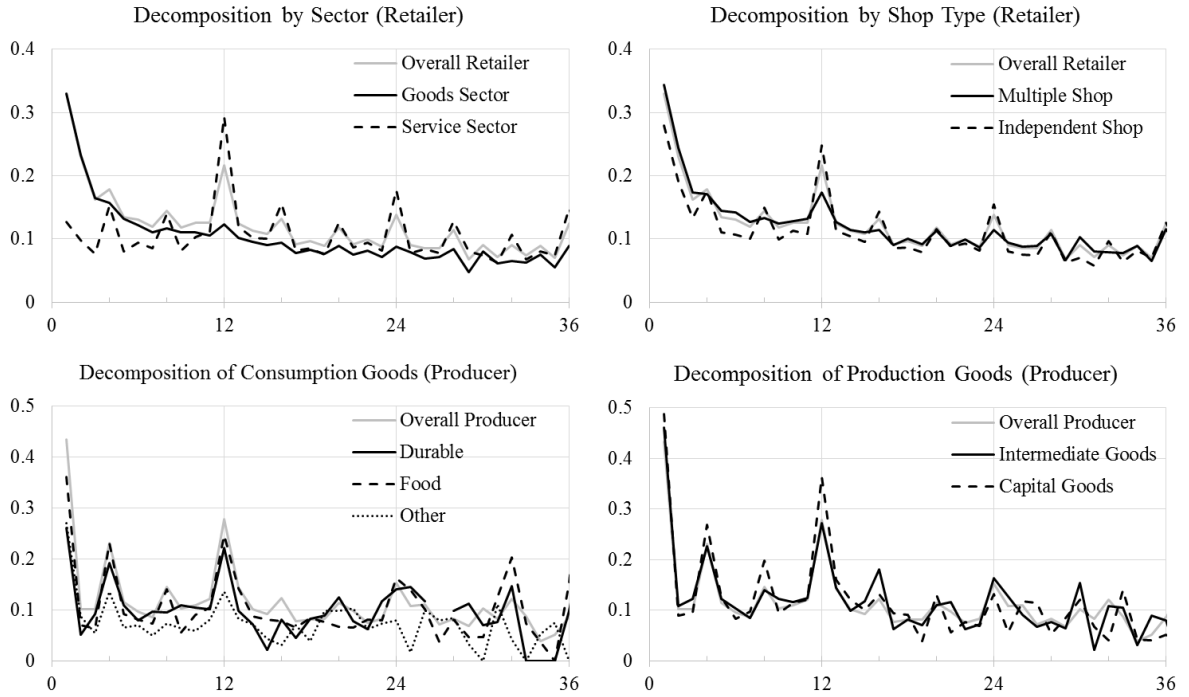 Decomposition by Sector (Retailer)
0.4
0.3
0.2
0.1
0
0
12
24
36
Overall Retailer
Goods Sector
Service Sector
Decomposition by Shop Type (Retailer)
0.4
0.3
0.2
0.1
0
0
12
24
36
Overall Retailer
Multiple Shop
Independent Shop
Decomposition of Consumption Goods (Producer)
0.5
0.4
0.3
0.2
0.1
0
0
12
24
36
Overall Producer
Durable
Food
Other
Decomposition of Production Goods (Producer)
0.5
0.4
0.3
0.2
0.1
0
0
12
24
36
Overall Producer
Intermediate Goods
Capital Goods